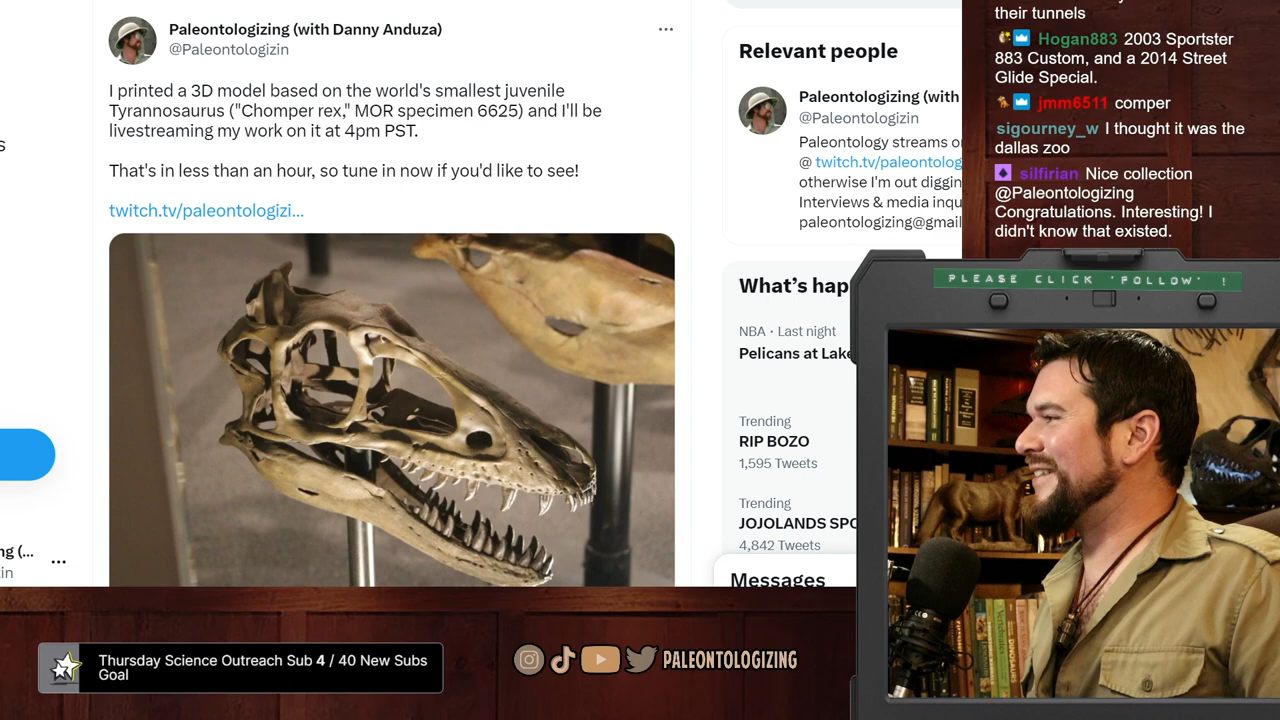 Paleontologizing (with Danny Anduza)
@Paleontologizin
I printed a 3D model based on the world's smallest juvenile
Tyrannosaurus ("Chomper rex," MOR specimen 6625) and I'll be
livestreaming my work on it at 4pm PST.
That's in less than an hour, so tune in now if you'd like to see!
twitch.tv/paleontologizi...
s
ng (...
in
Relevant people
Paleontologizing (with
@Paleontologizin
Paleontology streams o
@ twitch.tv/paleontolog
otherwise I'm out diggin
Interviews & media inqu
paleontologizing@gmail
What's hap
NBA · Last night
Pelicans at Lake
Trending
RIP BOZO
1,595 Tweets
Trending
JOJOLANDS SPO
4,842 Tweets
Messages
their tunnels
Hogan883 2003 Sportster
883 Custom, and a 2014 Street
Glide Special.
jmm6511 comper
sigourney_w I thought it was the
dallas zoo
silfirian Nice collection
@Paleontologizing
Congratulations. Interesting! I
didn't know that existed.
PLEASE CLICK 'FOLLOW' !
DINOSAURS
Thursday Science Outreach Sub 4 / 40 New Subs
Goal
PALEONTOLOGIZING